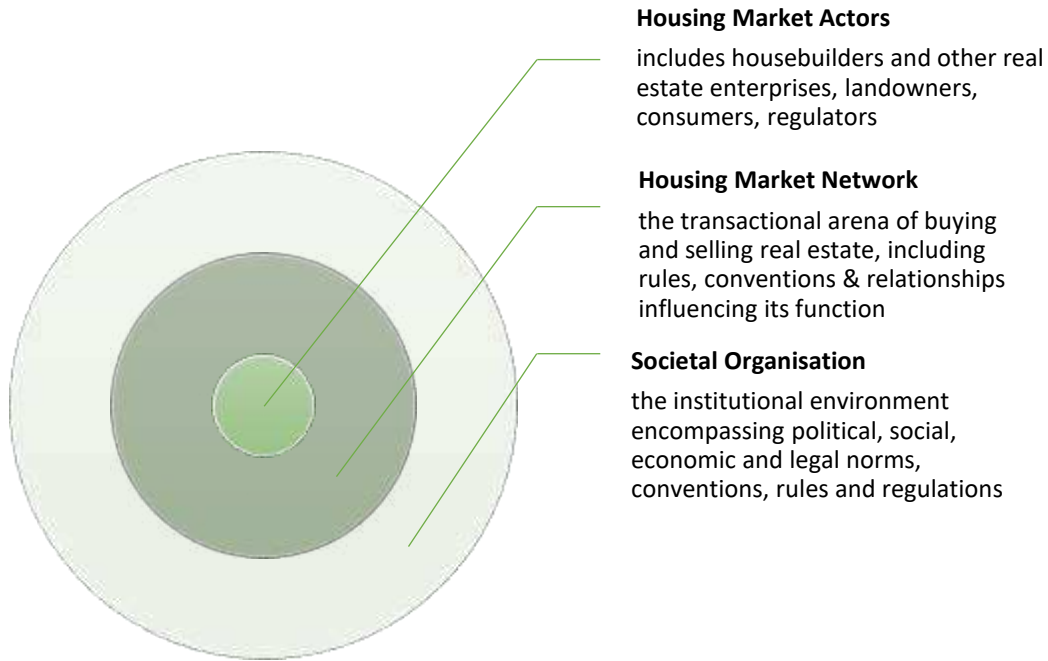 Housing Market Actors
includes housebuilders and other real
estate enterprises, landowners,
consumers, regulators
Housing Market Network
the transactional arena of buying
and selling real estate, including
rules, conventions & relationships
influencing its function
Societal Organisation
the institutional environment
encompassing political, social,
economic and legal norms,
conventions, rules and regulations